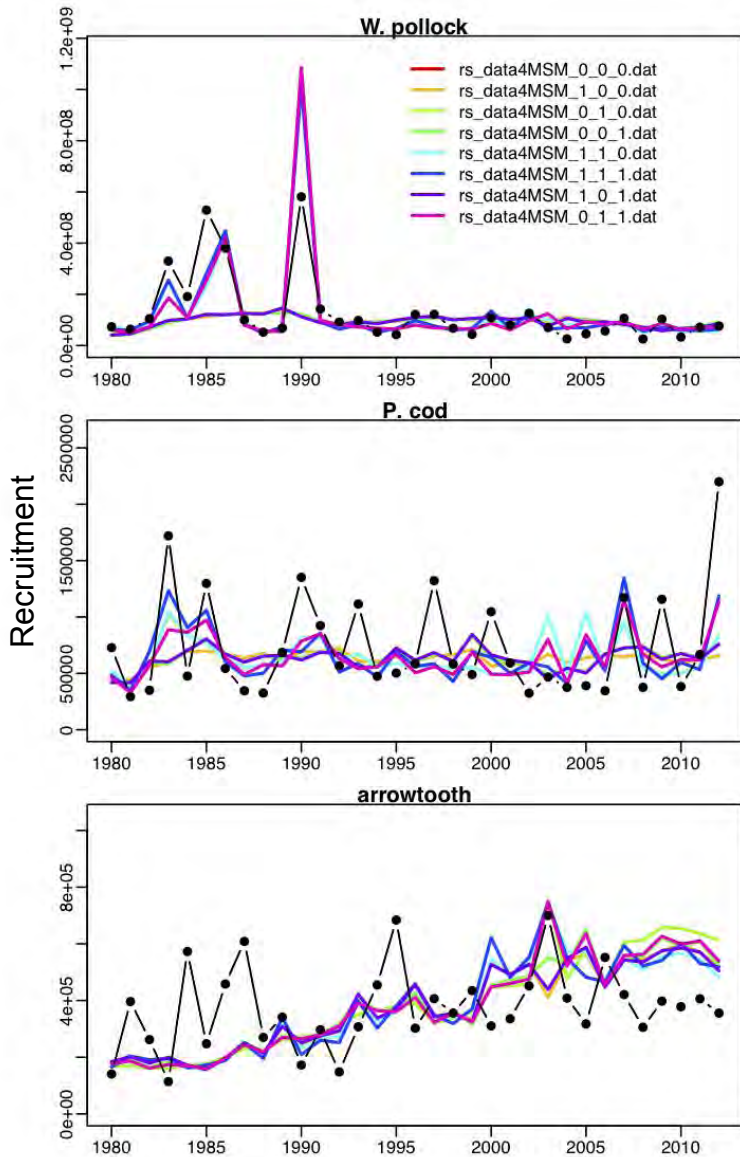 W. pollock
1.2e+09
8.0e+08
4.0e+08
0.0e+00
rs_data4MSM_0_0_0.dat
rs_data4MSM_1_0_0.dat
rs_data4MSM_0_1_0.dat
rs_data4MSM_0_0_1.dat
rs_data4MSM_1_1_0.dat
rs_data4MSM_1_1_1.dat
rs_data4MSM_1_0_1.dat
rs_data4MSM_0_1_1.dat
1980 1985 1990 1995 2000 2005 2010
P. cod
Recruitment
2500000
1500000
500000
0
1980 1985 1990 1995 2000 2005 2010
arrowtooth
8e+05
4e+05
0e+00
1980 1985 1990 1995 2000 2005 2010